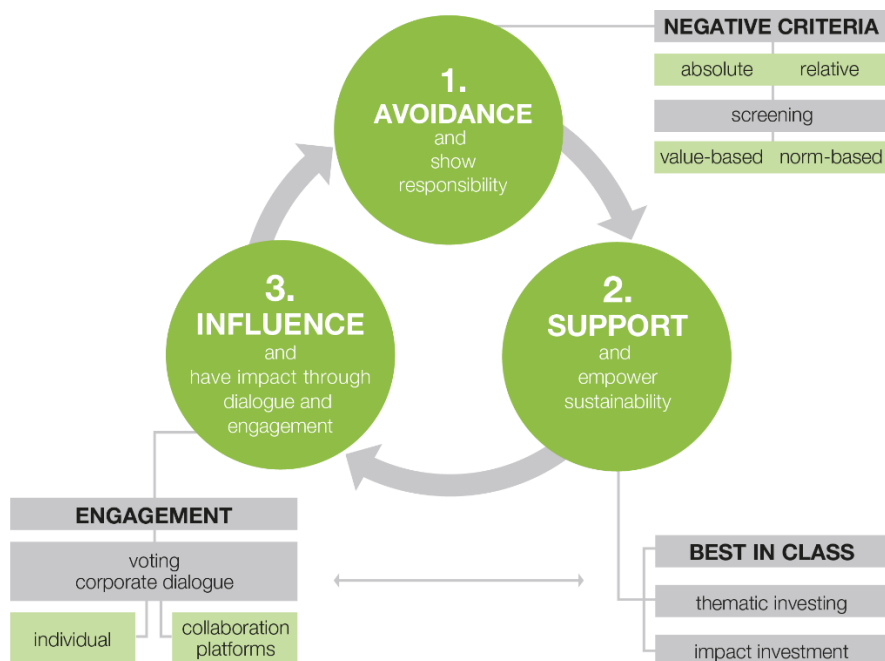 NEGATIVE CRITERIA
absolute
relative
screening
value-based
norm-based
1.
AVOIDANCE
and
show
responsibility
2.
SUPPORT
and
empower
sustainability
3.
INFLUENCE
and
have impact through
dialogue and
engagement
ENGAGEMENT
voting
corporate dialogue
individual
collaboration
platforms
BEST IN CLASS
thematic investing
impact investment